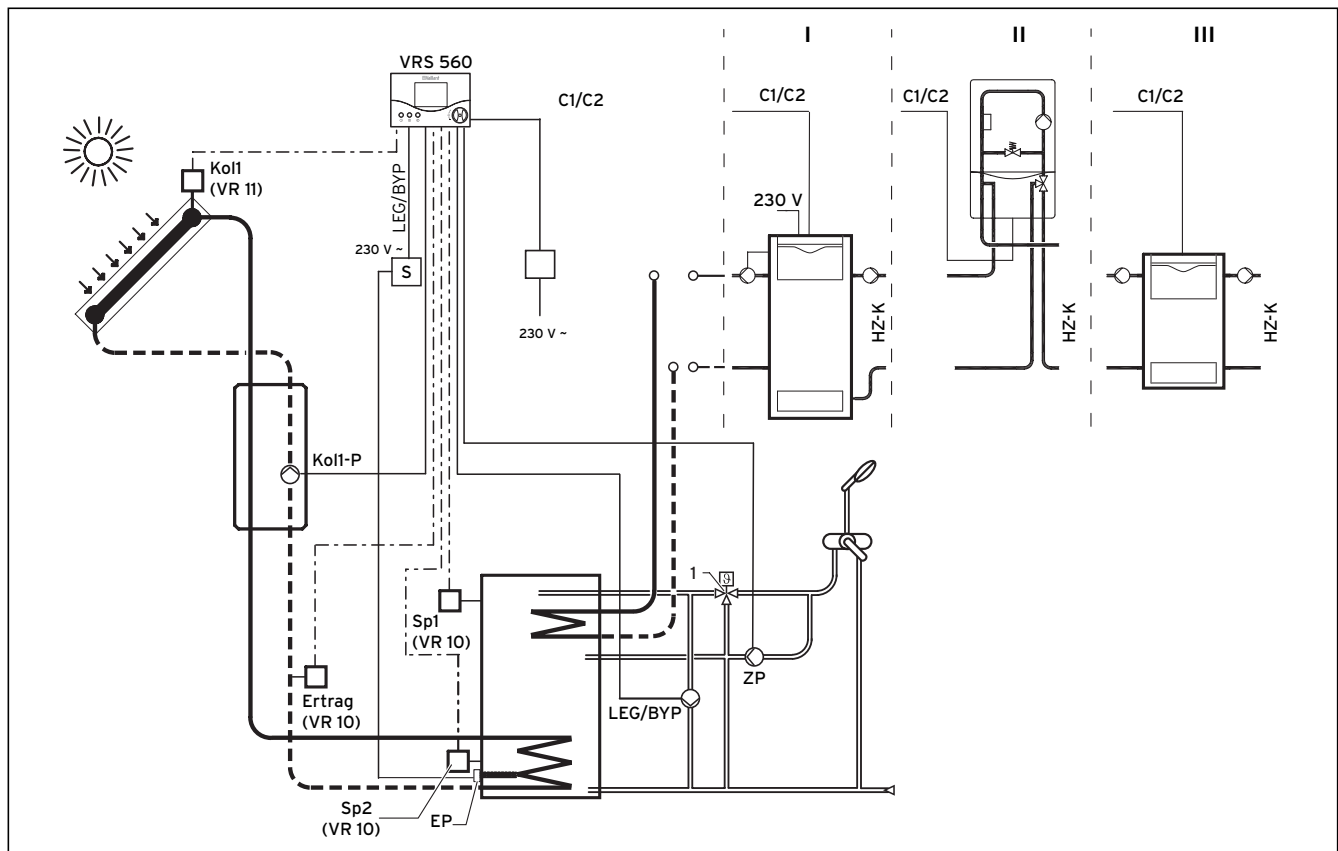 I
II
III
VRS 560
Vaillant
C1/C2
C1/C2
C1/C2
C1/C2
Kol1
(VR 11)
LEG/BYP
230 V ~
S
230 V ~
230 V
HZ-K
HZ-K
HZ-K
Kol1-P
1
ϑ
Sp1
(VR 10)
ZP
Ertrag
(VR 10)
LEG/BYP
Sp2
(VR 10)
EP